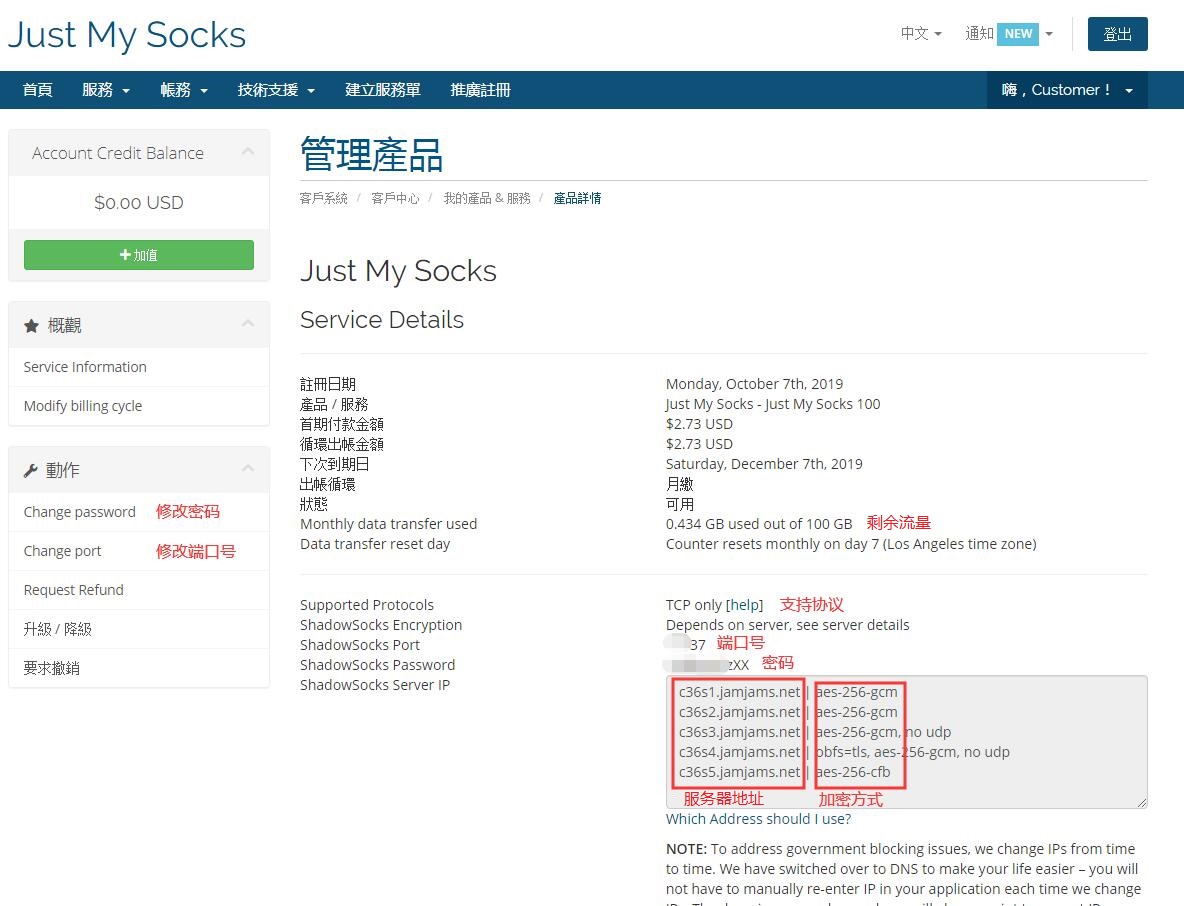 Just My Socks
中文 通知 NEW 登出
首頁 服務 帳務 技術支援 建立服務單 推廣註冊 嗨，Customer！
Account Credit Balance
$0.00 USD
加值
概觀
Service Information
Modify billing cycle
動作
Change password 修改密码
Change port 修改端口号
Request Refund
升級 / 降級
要求撤銷
管理產品
客戶系統 / 客戶中心 / 我的產品 & 服務 / 產品詳情
Just My Socks
Service Details
註冊日期 Monday, October 7th, 2019
產品 / 服務 Just My Socks - Just My Socks 100
首期付款金額 $2.73 USD
循環出帳金額 $2.73 USD
下次到期日 Saturday, December 7th, 2019
出帳循環 月繳
狀態 可用
Monthly data transfer used 0.434 GB used out of 100 GB 剩余流量
Data transfer reset day Counter resets monthly on day 7 (Los Angeles time zone)
Supported Protocols TCP only [help] 支持协议
ShadowSocks Encryption Depends on server, see server details
ShadowSocks Port 37 端口号
ShadowSocks Password zXX 密码
ShadowSocks Server IP
c36s1.jamjams.net | aes-256-gcm
c36s2.jamjams.net | aes-256-gcm
c36s3.jamjams.net | aes-256-gcm, no udp
c36s4.jamjams.net | obfs=tls, aes-256-gcm, no udp
c36s5.jamjams.net | aes-256-cfb
服务器地址 加密方式
Which Address should I use?
NOTE: To address government blocking issues, we change IPs from time
to time. We have switched over to DNS to make your life easier – you will
not have to manually re-enter IP in your application each time we change